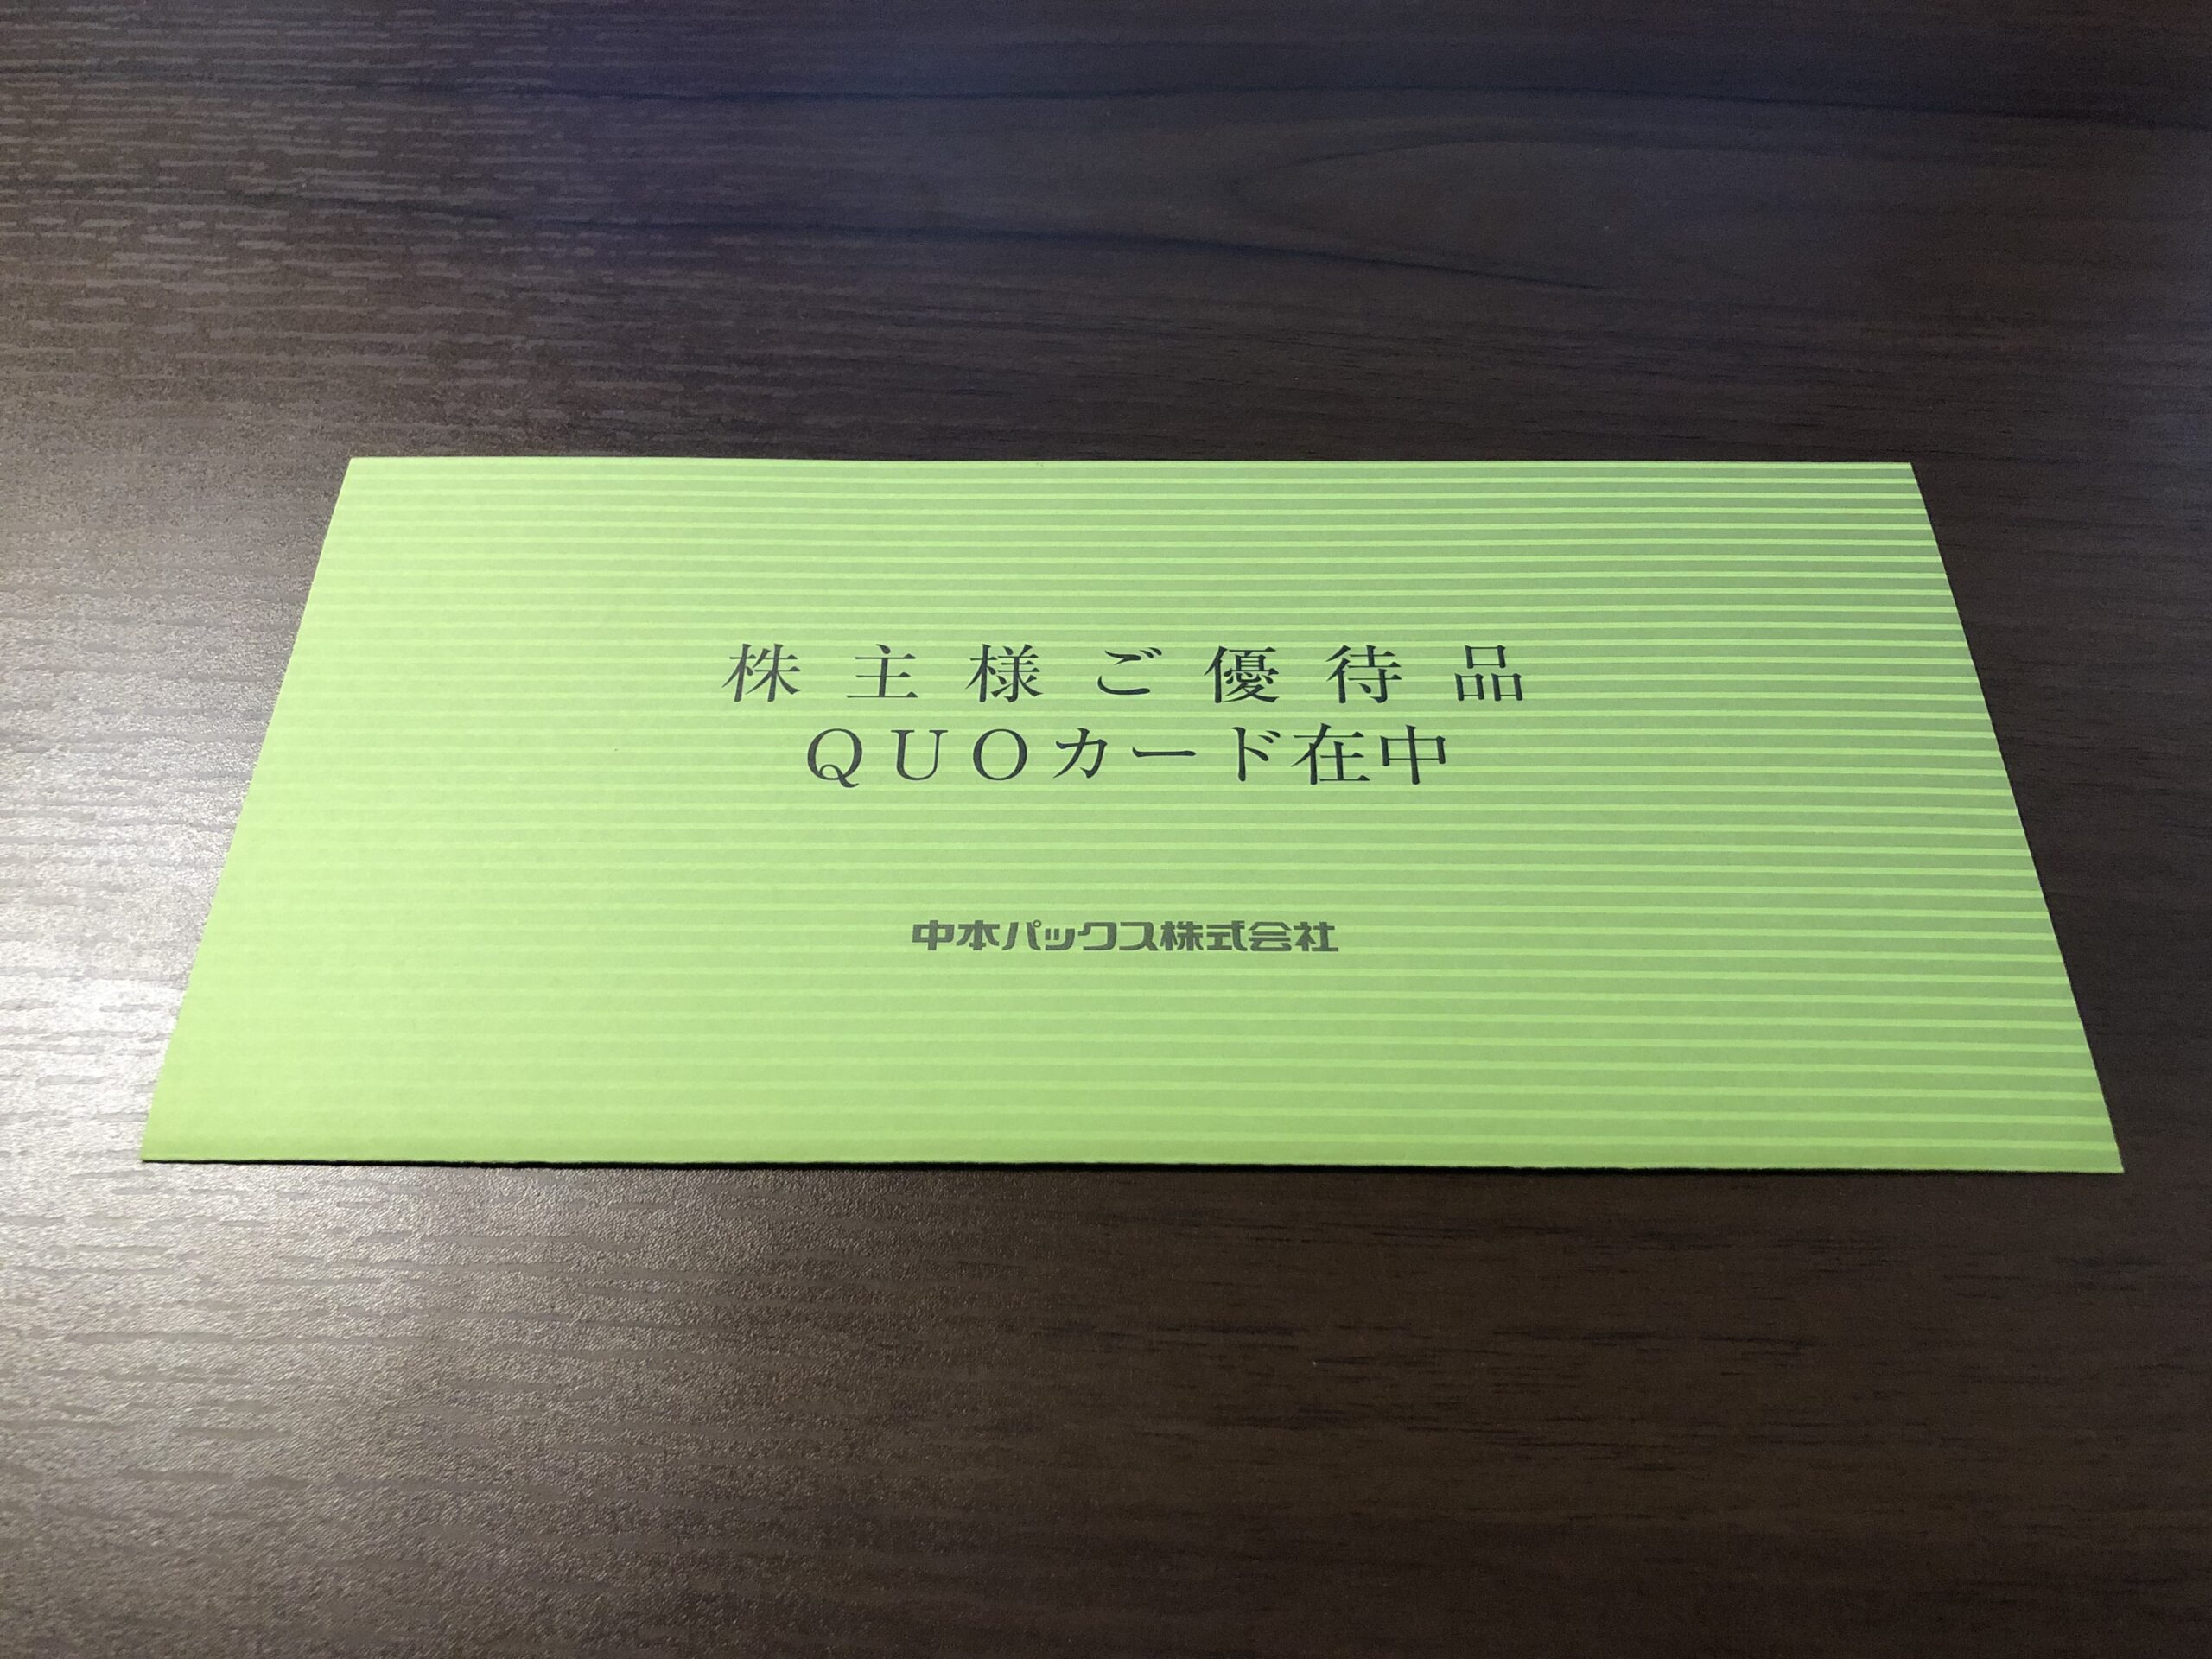 株主様ご優待品
QUOカード在中
中本パックス株式会社